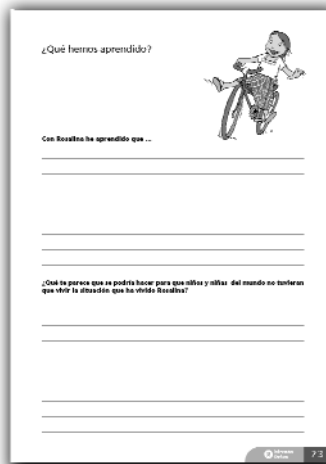 ¿Qué hemos aprendido?
Con Rosalina he aprendido que ...
¿Qué te parece que se podría hacer para que niños y niñas del mundo no tuvieran
que vivir la situación que ha vivido Rosalina?
73